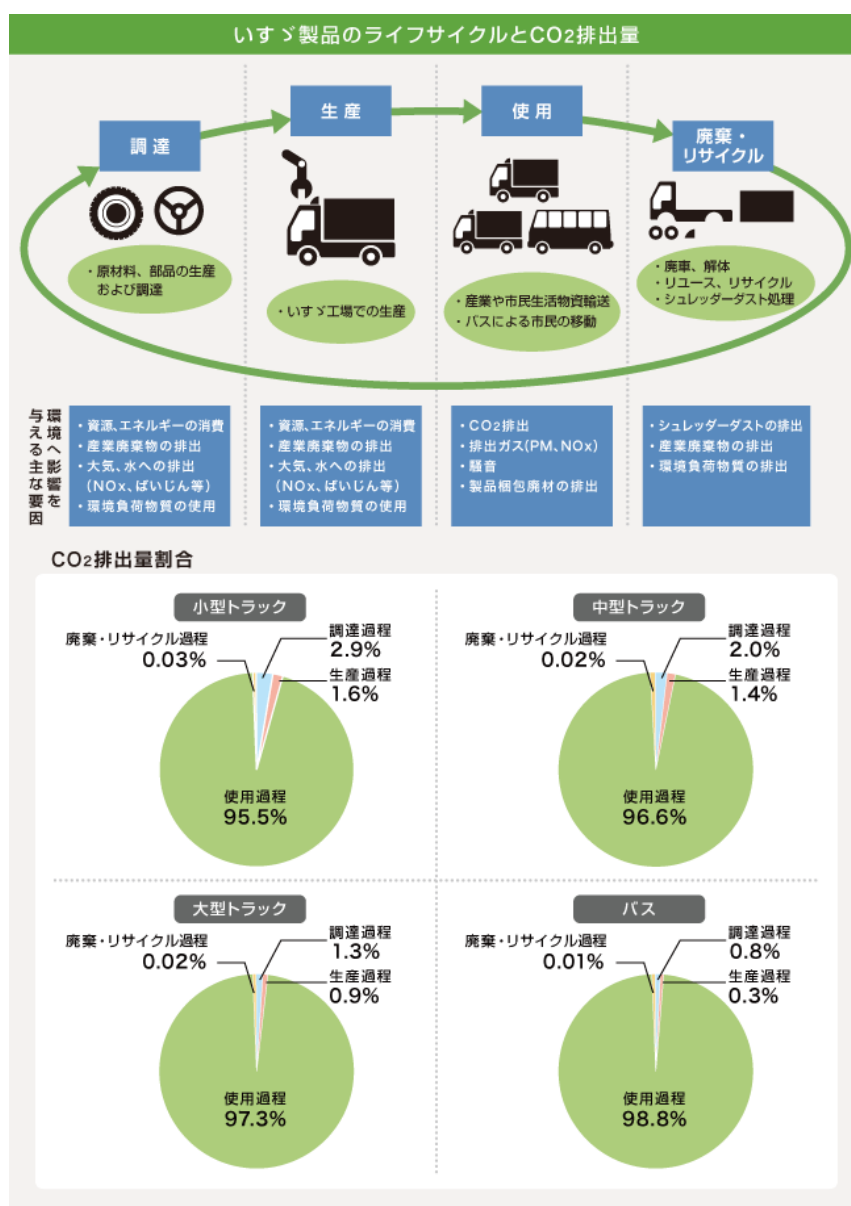 いすゞ製品のライフサイクルとCO2排出量
調達
生産
使用
廃棄・
リサイクル
・原材料、部品の生産
および調達
・いすゞ工場での生産
・産業や市民生活物資輸送
・バスによる市民の移動
・廃車、解体
・リユース、リサイクル
・シュレッダーダスト処理
環境へ影響を
与える主な要因
・資源、エネルギーの消費
・産業廃棄物の排出
・大気、水への排出
(NOx、ばいじん等)
・環境負荷物質の使用
・資源、エネルギーの消費
・産業廃棄物の排出
・大気、水への排出
(NOx、ばいじん等)
・環境負荷物質の使用
・CO2排出
・排出ガス(PM、NOx)
・騒音
・製品梱包廃材の排出
・シュレッダーダストの排出
・産業廃棄物の排出
・環境負荷物質の排出
CO2排出量割合
小型トラック
廃棄・リサイクル過程
0.03%
調達過程
2.9%
生産過程
1.6%
使用過程
95.5%
中型トラック
廃棄・リサイクル過程
0.02%
調達過程
2.0%
生産過程
1.4%
使用過程
96.6%
大型トラック
廃棄・リサイクル過程
0.02%
調達過程
1.3%
生産過程
0.9%
使用過程
97.3%
バス
廃棄・リサイクル過程
0.01%
調達過程
0.8%
生産過程
0.3%
使用過程
98.8%